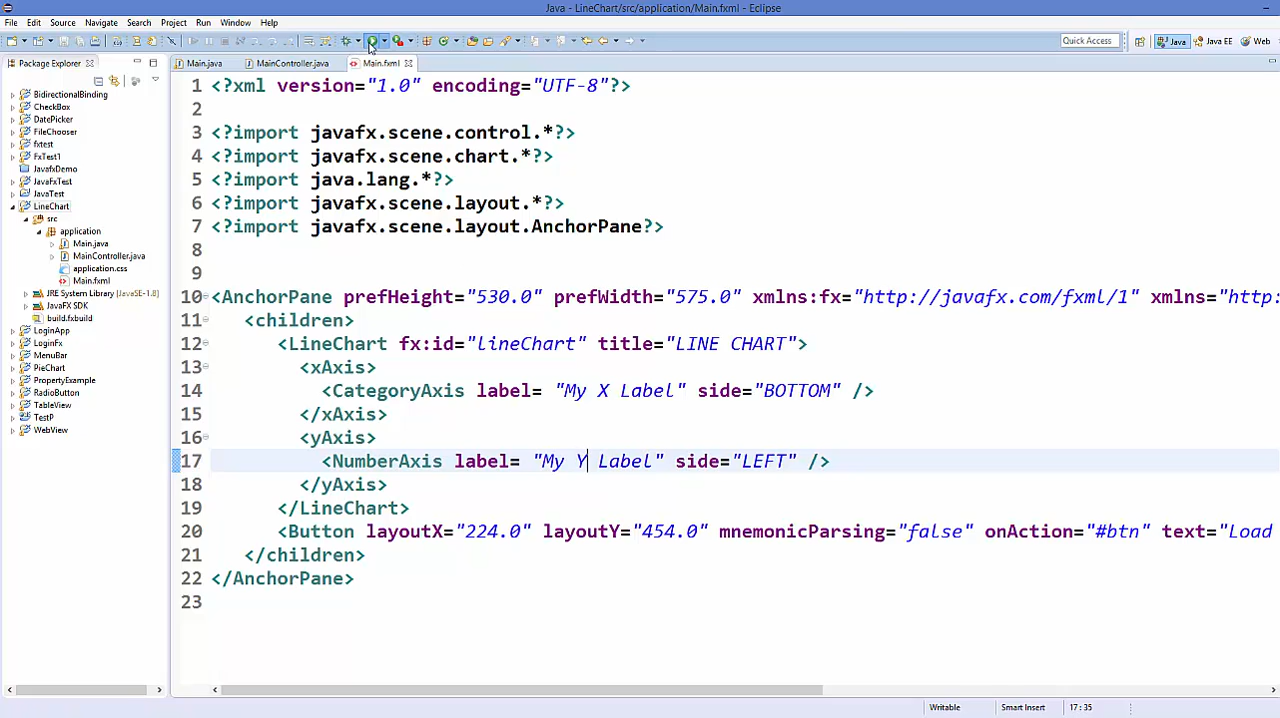 Java - LineChart/src/application/Main.fxml - Eclipse
File Edit Source Navigate Search Project Run Window Help
Quick Access Java Java EE Web
Package Explorer
Main.java MainController.java Main.fxml
BidirectionalBinding
CheckBox
DatePicker
FileChooser
fxtest
FxTest1
JavafxDemo
JavaFxTest
JavaTest
LineChart
src
application
Main.java
MainController.java
application.css
Main.fxml
JRE System Library [JavaSE-1.8]
JavaFX SDK
build.fxbuild
LoginApp
LoginFx
MenuBar
PieChart
PropertyExample
RadioButton
TableView
TestP
WebView
1 <?xml version="1.0" encoding="UTF-8"?>
2
3 <?import javafx.scene.control.*?>
4 <?import javafx.scene.chart.*?>
5 <?import java.lang.*?>
6 <?import javafx.scene.layout.*?>
7 <?import javafx.scene.layout.AnchorPane?>
8
9
10 <AnchorPane prefHeight="530.0" prefWidth="575.0" xmlns:fx="http://javafx.com/fxml/1" xmlns="http:
11 <children>
12 <LineChart fx:id="lineChart" title="LINE CHART">
13 <xAxis>
14 <CategoryAxis label= "My X Label" side="BOTTOM" />
15 </xAxis>
16 <yAxis>
17 <NumberAxis label= "My Y Label" side="LEFT" />
18 </yAxis>
19 </LineChart>
20 <Button layoutX="224.0" layoutY="454.0" mnemonicParsing="false" onAction="#btn" text="Load
21 </children>
22 </AnchorPane>
23
Writable Smart Insert 17 : 35